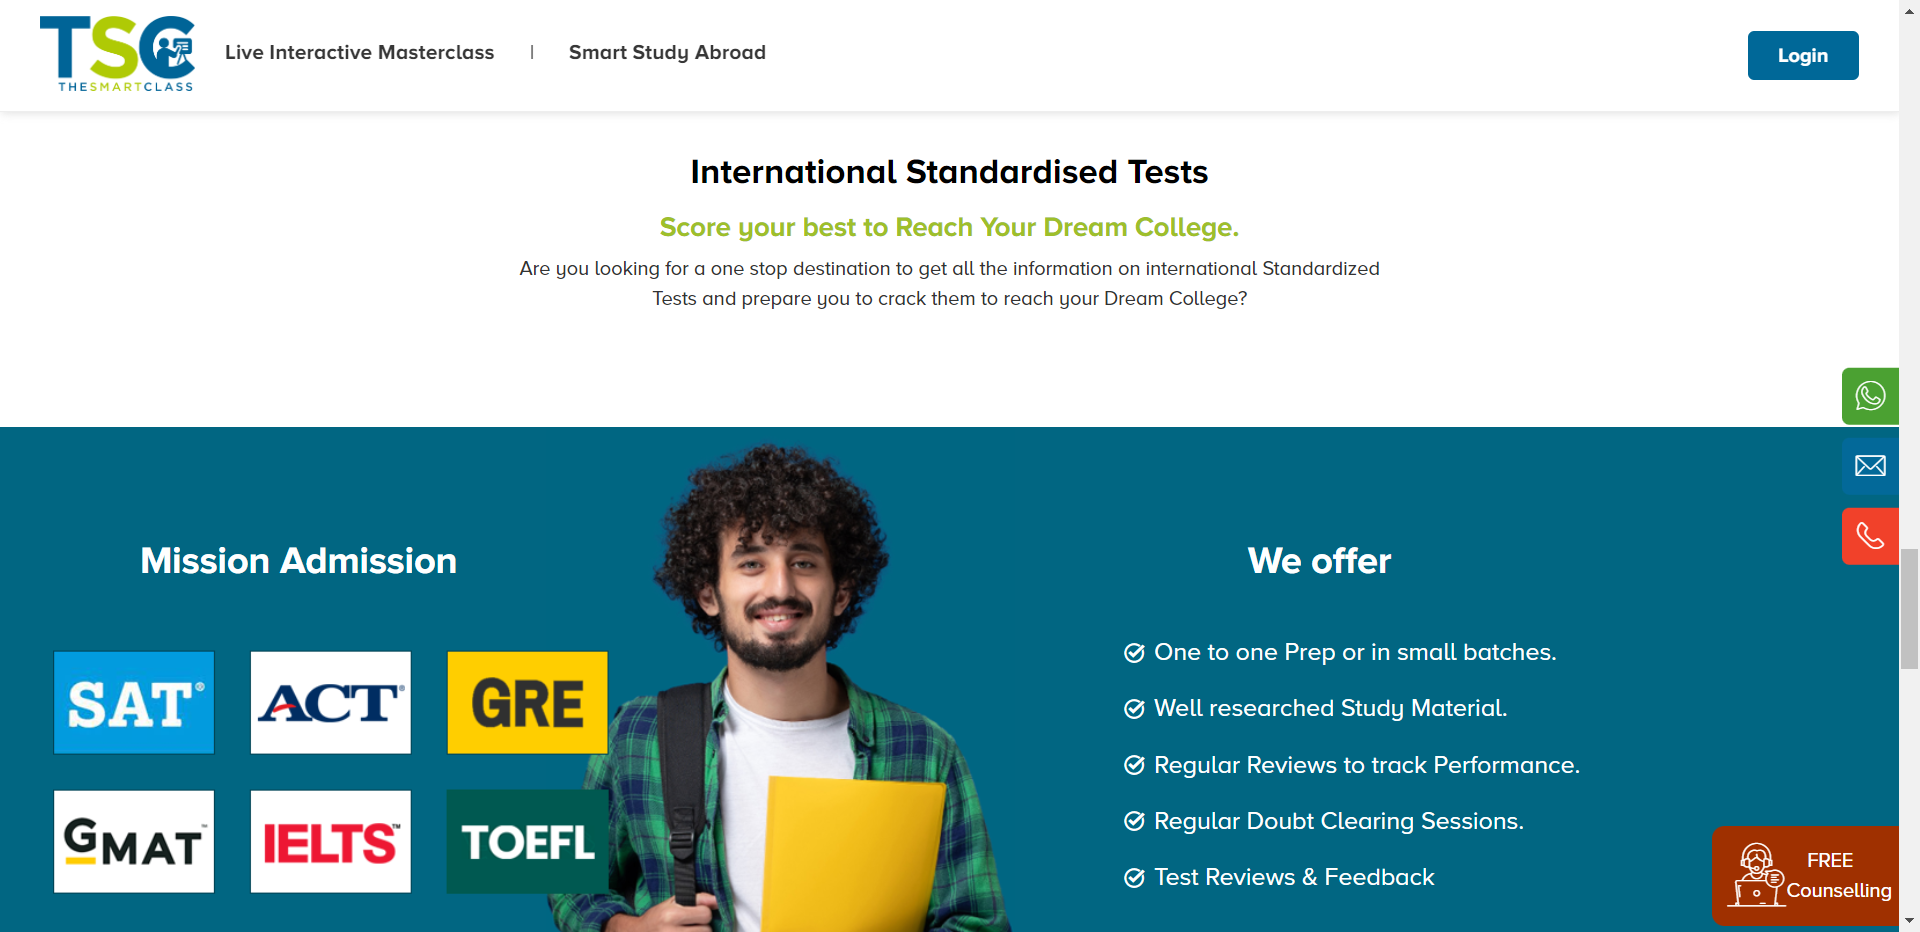 TSC
THESMARTCLASS
Live Interactive Masterclass | Smart Study Abroad
Login
International Standardised Tests
Score your best to Reach Your Dream College.
Are you looking for a one stop destination to get all the information on international Standardized
Tests and prepare you to crack them to reach your Dream College?
Mission Admission
SAT®
ACT®
GRE
GMAT™
IELTS™
TOEFL
We offer
One to one Prep or in small batches.
Well researched Study Material.
Regular Reviews to track Performance.
Regular Doubt Clearing Sessions.
Test Reviews & Feedback
FREE
Counselling